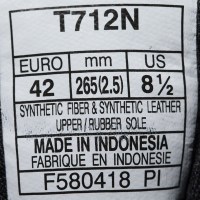 T712N
EURO mm US
42 265(2.5) 8½
SYNTHETIC FIBER & SYNTHETIC LEATHER
UPPER / RUBBER SOLE
MADE IN INDONESIA
FABRIQUE EN INDONESIE
F580418 PI